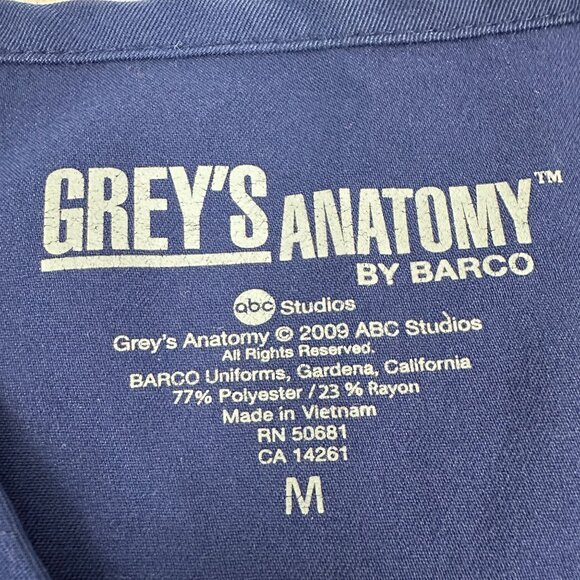 GREY'S ANATOMY™
BY BARCO
abc Studios
Grey's Anatomy © 2009 ABC Studios
All Rights Reserved.
BARCO Uniforms, Gardena, California
77% Polyester / 23 % Rayon
Made in Vietnam
RN 50681
CA 14261
M